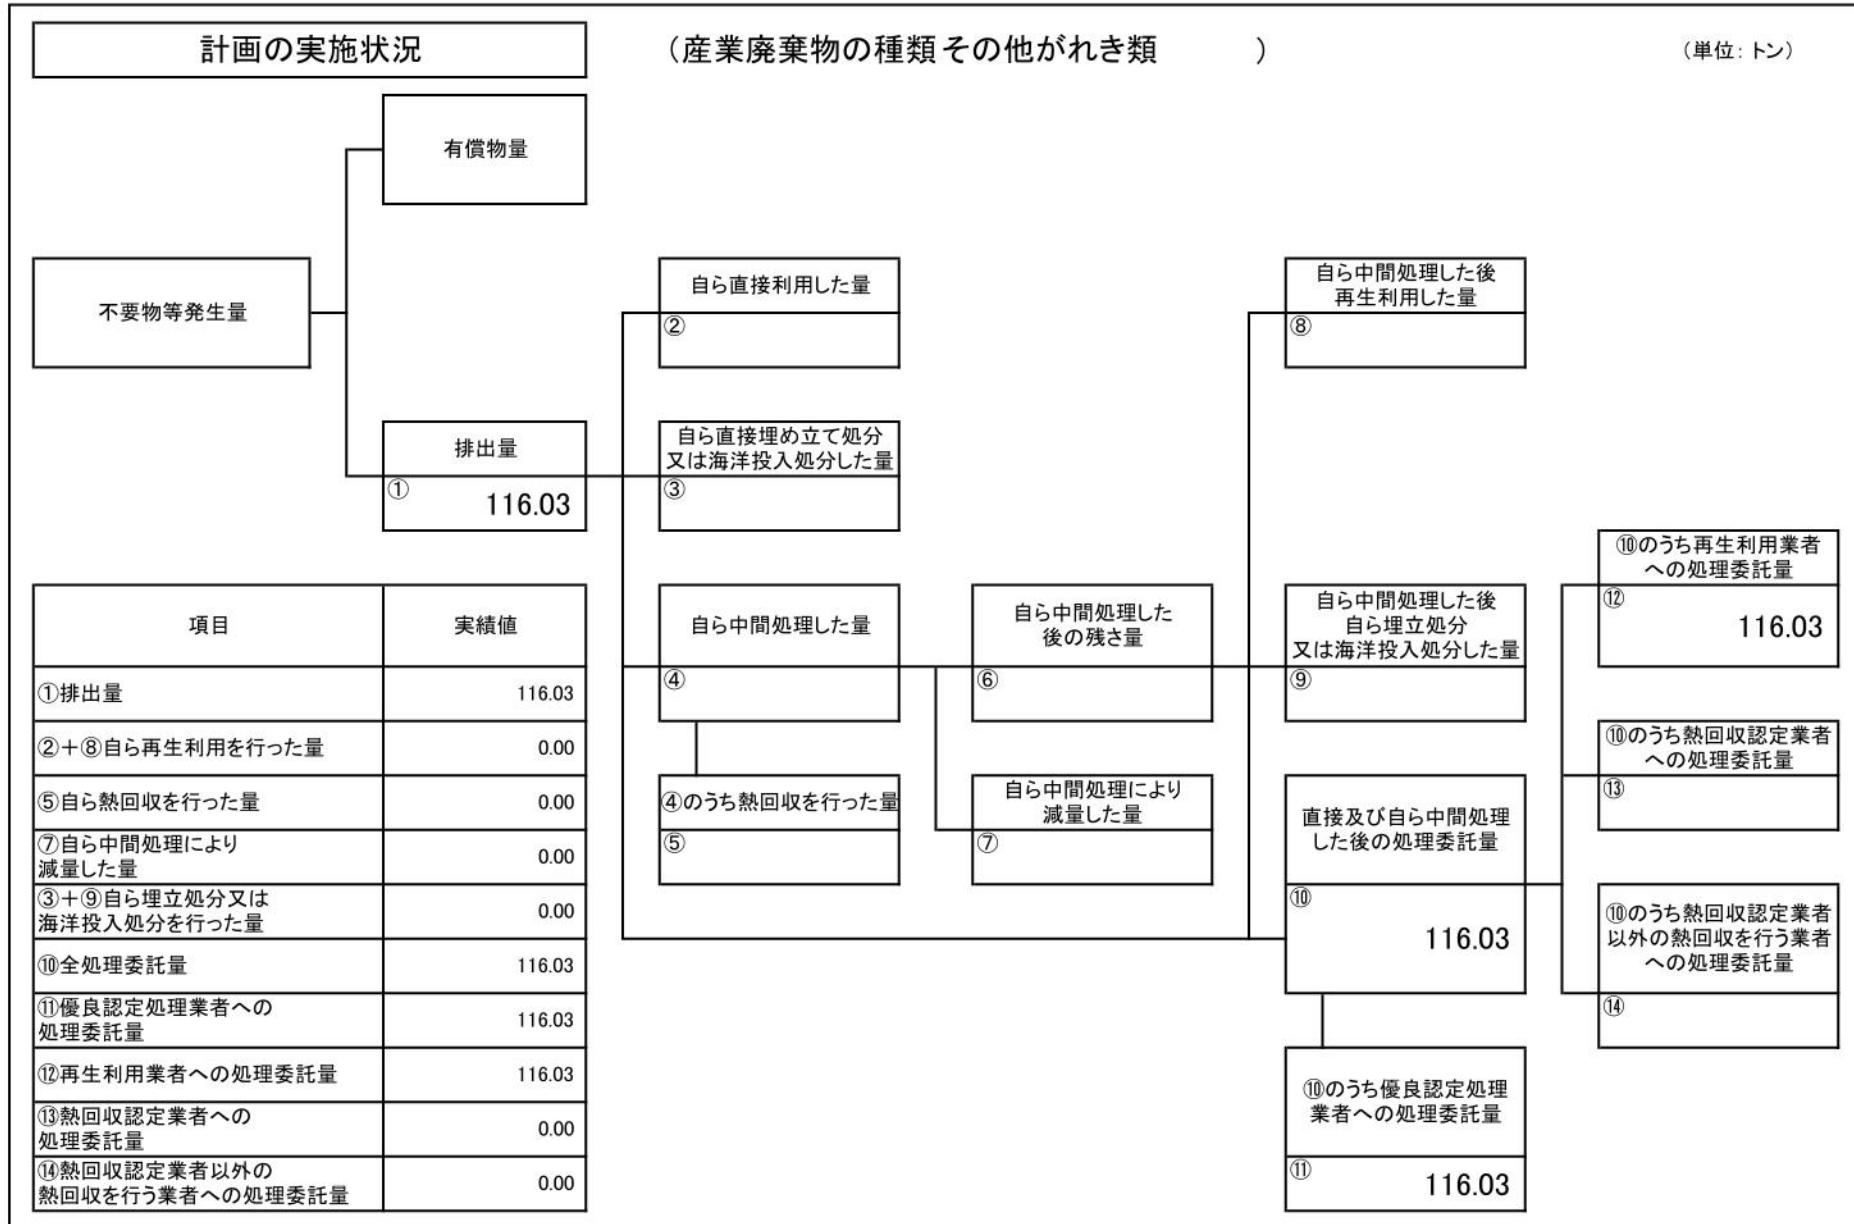 計画の実施状況
（産業廃棄物の種類その他がれき類　　　）
（単位：トン）
有償物量
不要物等発生量
自ら直接利用した量
②
自ら中間処理した後
再生利用した量
⑧
排出量
①
116.03
自ら直接埋め立て処分
又は海洋投入処分した量
③
⑩のうち再生利用業者
への処理委託量
⑫
116.03
自ら中間処理した量
④
自ら中間処理した
後の残さ量
⑥
自ら中間処理した後
自ら埋立処分
又は海洋投入処分した量
⑨
⑩のうち熱回収認定業者
への処理委託量
⑬
④のうち熱回収を行った量
⑤
自ら中間処理により
減量した量
⑦
直接及び自ら中間処理
した後の処理委託量
⑩
116.03
⑩のうち熱回収認定業者
以外の熱回収を行う業者
への処理委託量
⑭
⑩のうち優良認定処理
業者への処理委託量
⑪
116.03
項目 実績値
①排出量 116.03
②＋⑧自ら再生利用を行った量 0.00
⑤自ら熱回収を行った量 0.00
⑦自ら中間処理により
減量した量 0.00
③＋⑨自ら埋立処分又は
海洋投入処分を行った量 0.00
⑩全処理委託量 116.03
⑪優良認定処理業者への
処理委託量 116.03
⑫再生利用業者への処理委託量 116.03
⑬熱回収認定業者への
処理委託量 0.00
⑭熱回収認定業者以外の
熱回収を行う業者への処理委託量 0.00